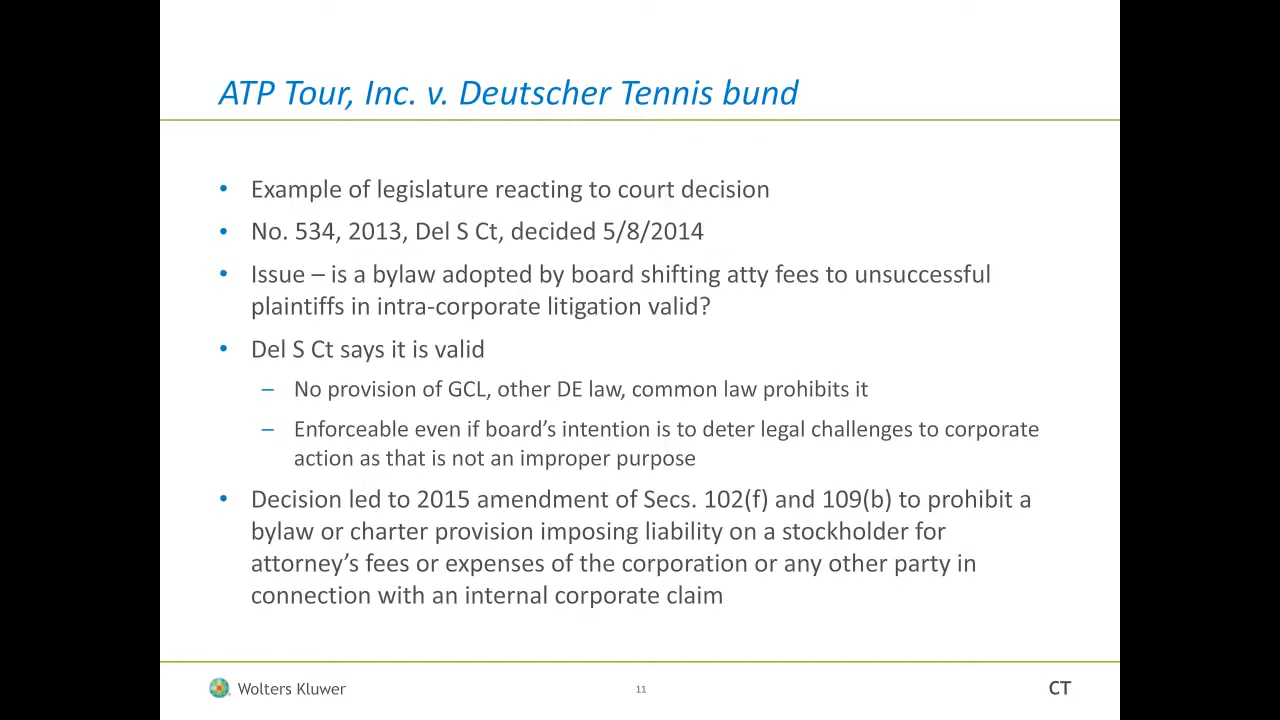 ATP Tour, Inc. v. Deutscher Tennis bund
• Example of legislature reacting to court decision
• No. 534, 2013, Del S Ct, decided 5/8/2014
• Issue – is a bylaw adopted by board shifting atty fees to unsuccessful
plaintiffs in intra-corporate litigation valid?
• Del S Ct says it is valid
– No provision of GCL, other DE law, common law prohibits it
– Enforceable even if board’s intention is to deter legal challenges to corporate
action as that is not an improper purpose
• Decision led to 2015 amendment of Secs. 102(f) and 109(b) to prohibit a
bylaw or charter provision imposing liability on a stockholder for
attorney’s fees or expenses of the corporation or any other party in
connection with an internal corporate claim
Wolters Kluwer
11
CT